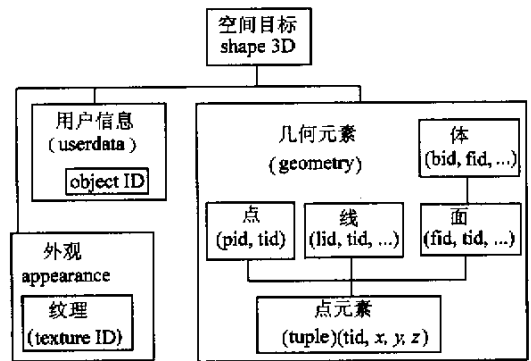 空间目标
shape 3D
用户信息
(userdata)
object ID
外观
appearance
纹理
(texture ID)
几何元素
(geometry)
体
(bid, fid, ...)
点
(pid, tid)
线
(lid, tid, ...)
面
(fid, tid, ...)
点元素
(tuple)(tid, x, y, z)